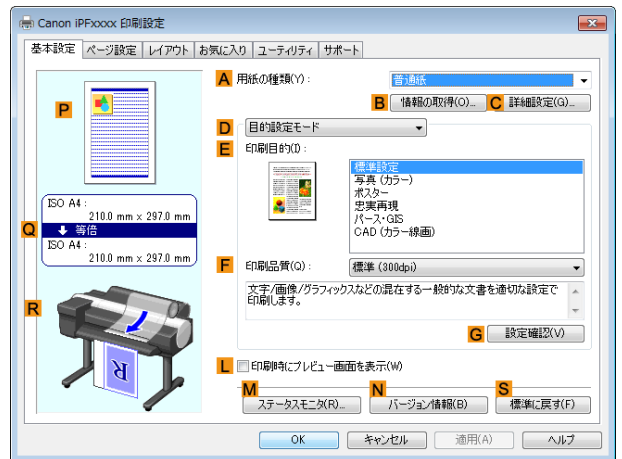 Canon iPFxxxx 印刷設定
基本設定 ページ設定 レイアウト お気に入り ユーティリティ サポート
P
A 用紙の種類(Y): 普通紙
B 情報の取得(O)... C 詳細設定(G)...
D 目的設定モード
E 印刷目的(I):
標準設定
写真 (カラー)
ポスター
忠実再現
パース・GIS
CAD (カラー線画)
ISO A4 :
210.0 mm x 297.0 mm
Q 等倍
ISO A4 :
210.0 mm x 297.0 mm
F 印刷品質(Q): 標準 (300dpi)
文字/画像/グラフィックスなどの混在する一般的な文書を適切な設定で
印刷します。
R
G 設定確認(V)
L 印刷時にプレビュー画面を表示(W)
M ステータスモニタ(R)... N バージョン情報(B) S 標準に戻す(F)
OK キャンセル 適用(A) ヘルプ